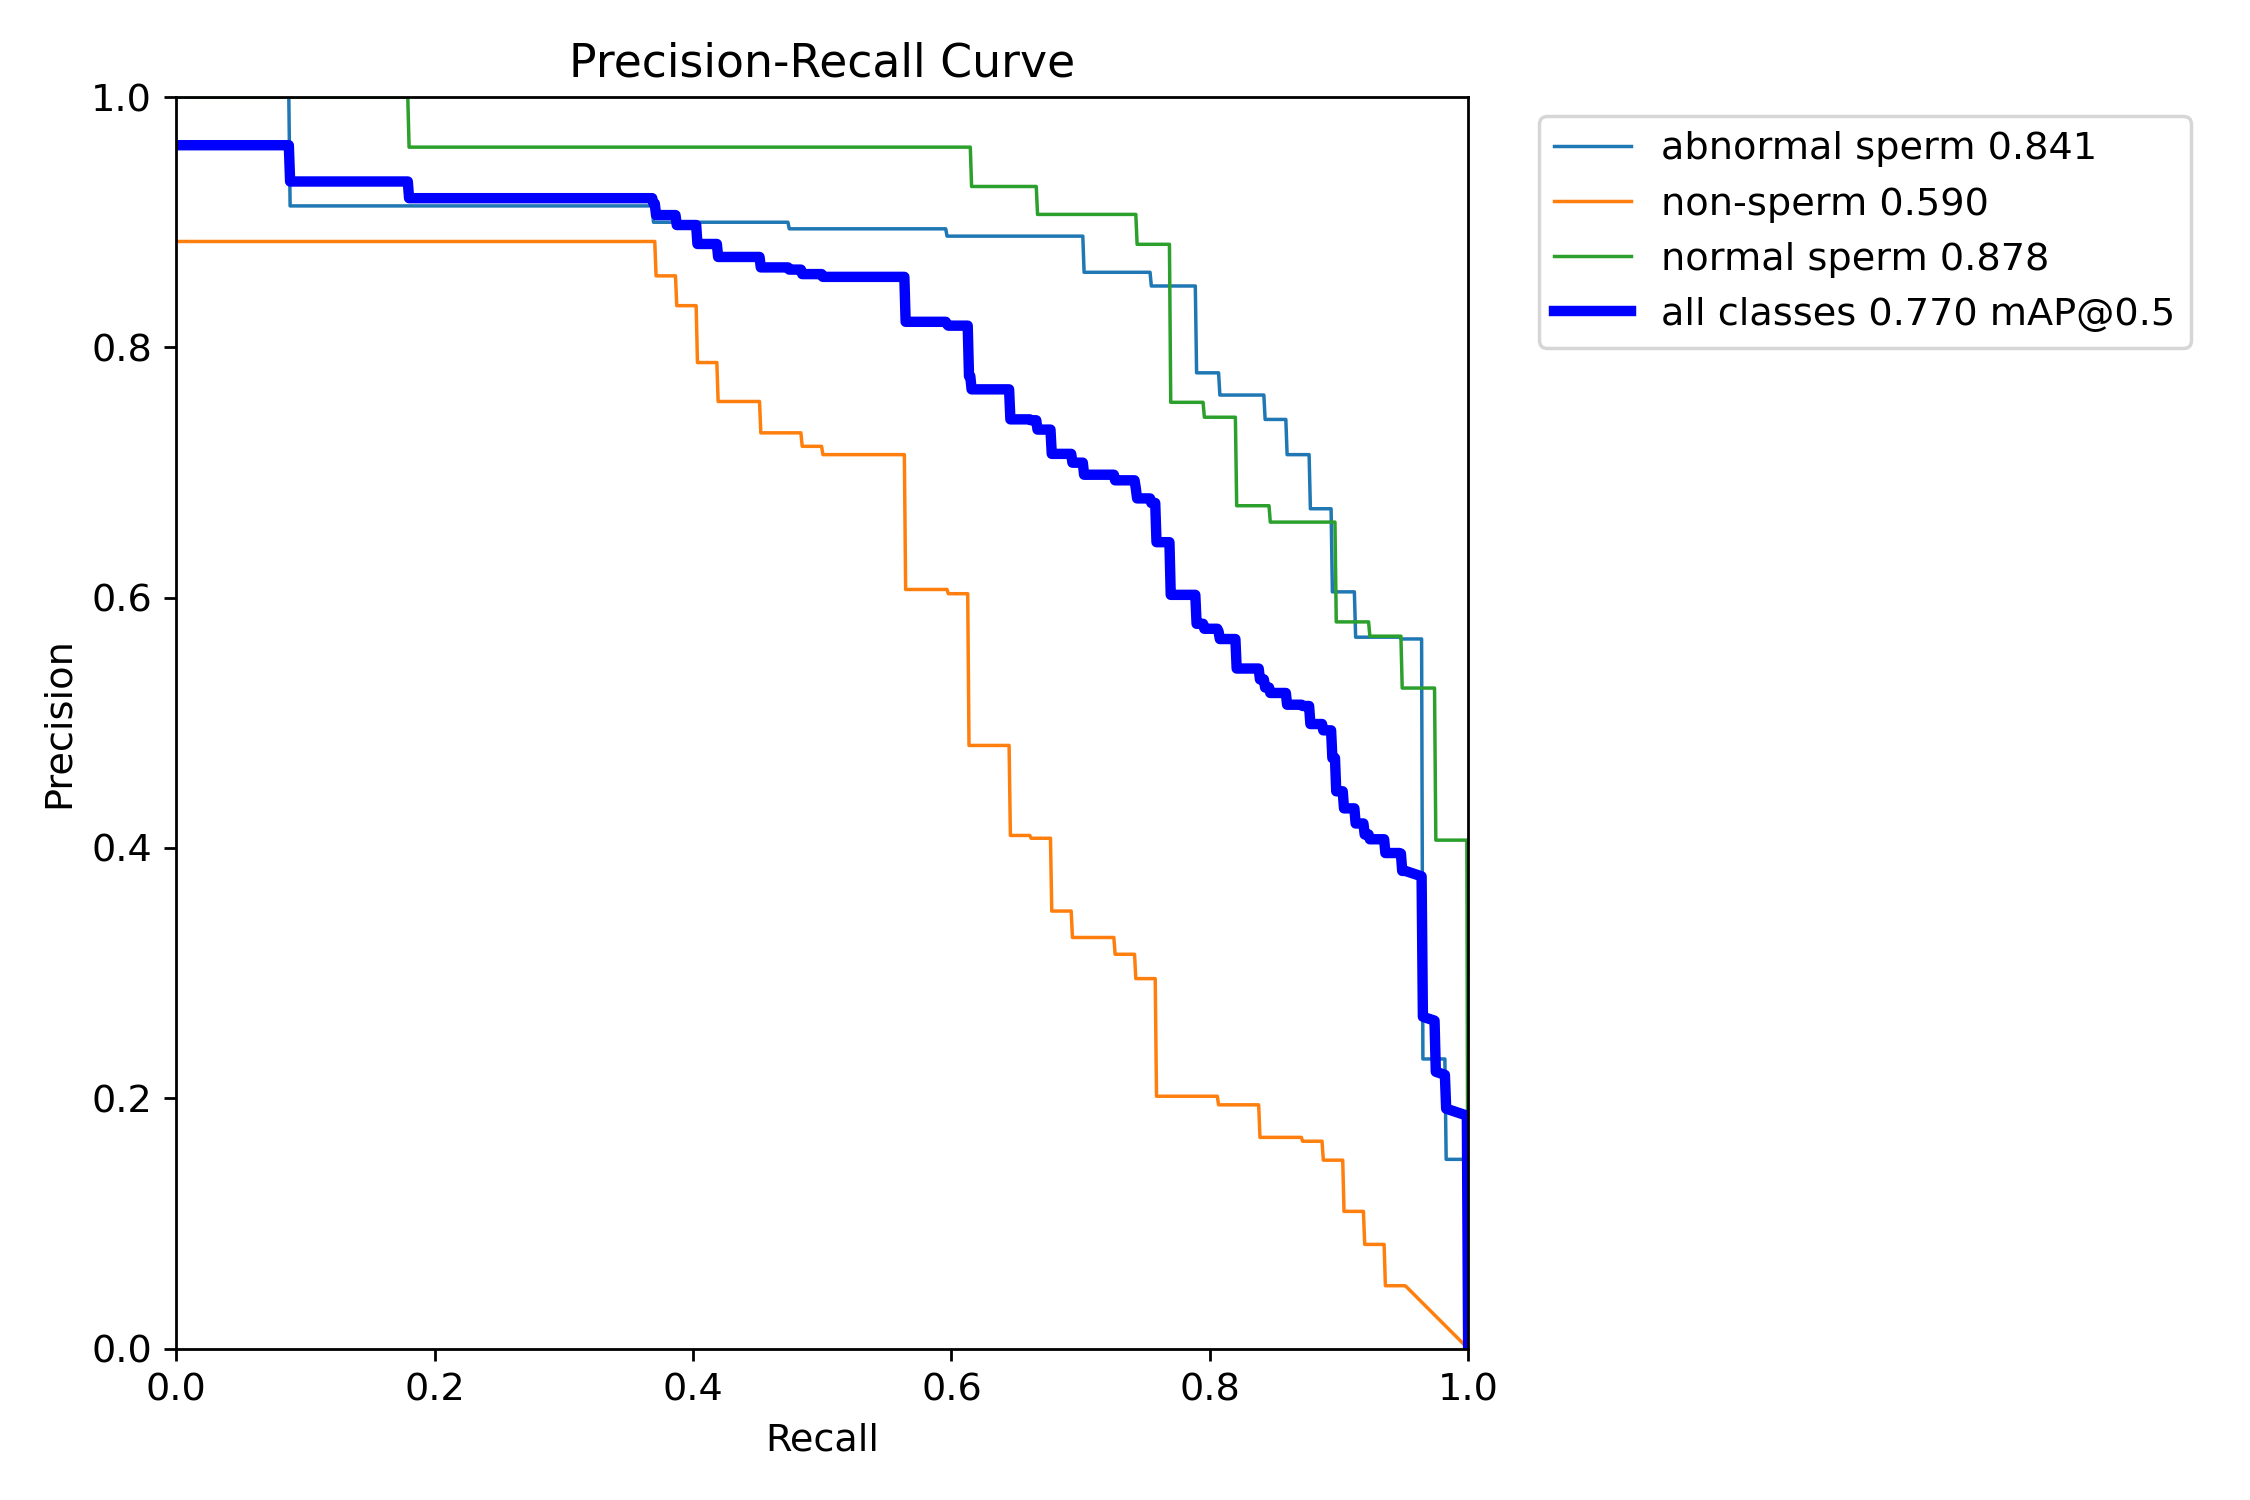 Precision-Recall Curve
1.0
0.8
0.6
0.4
0.2
0.0
Precision
0.0 0.2 0.4 0.6 0.8 1.0
Recall
abnormal sperm 0.841
non-sperm 0.590
normal sperm 0.878
all classes 0.770 mAP@0.5